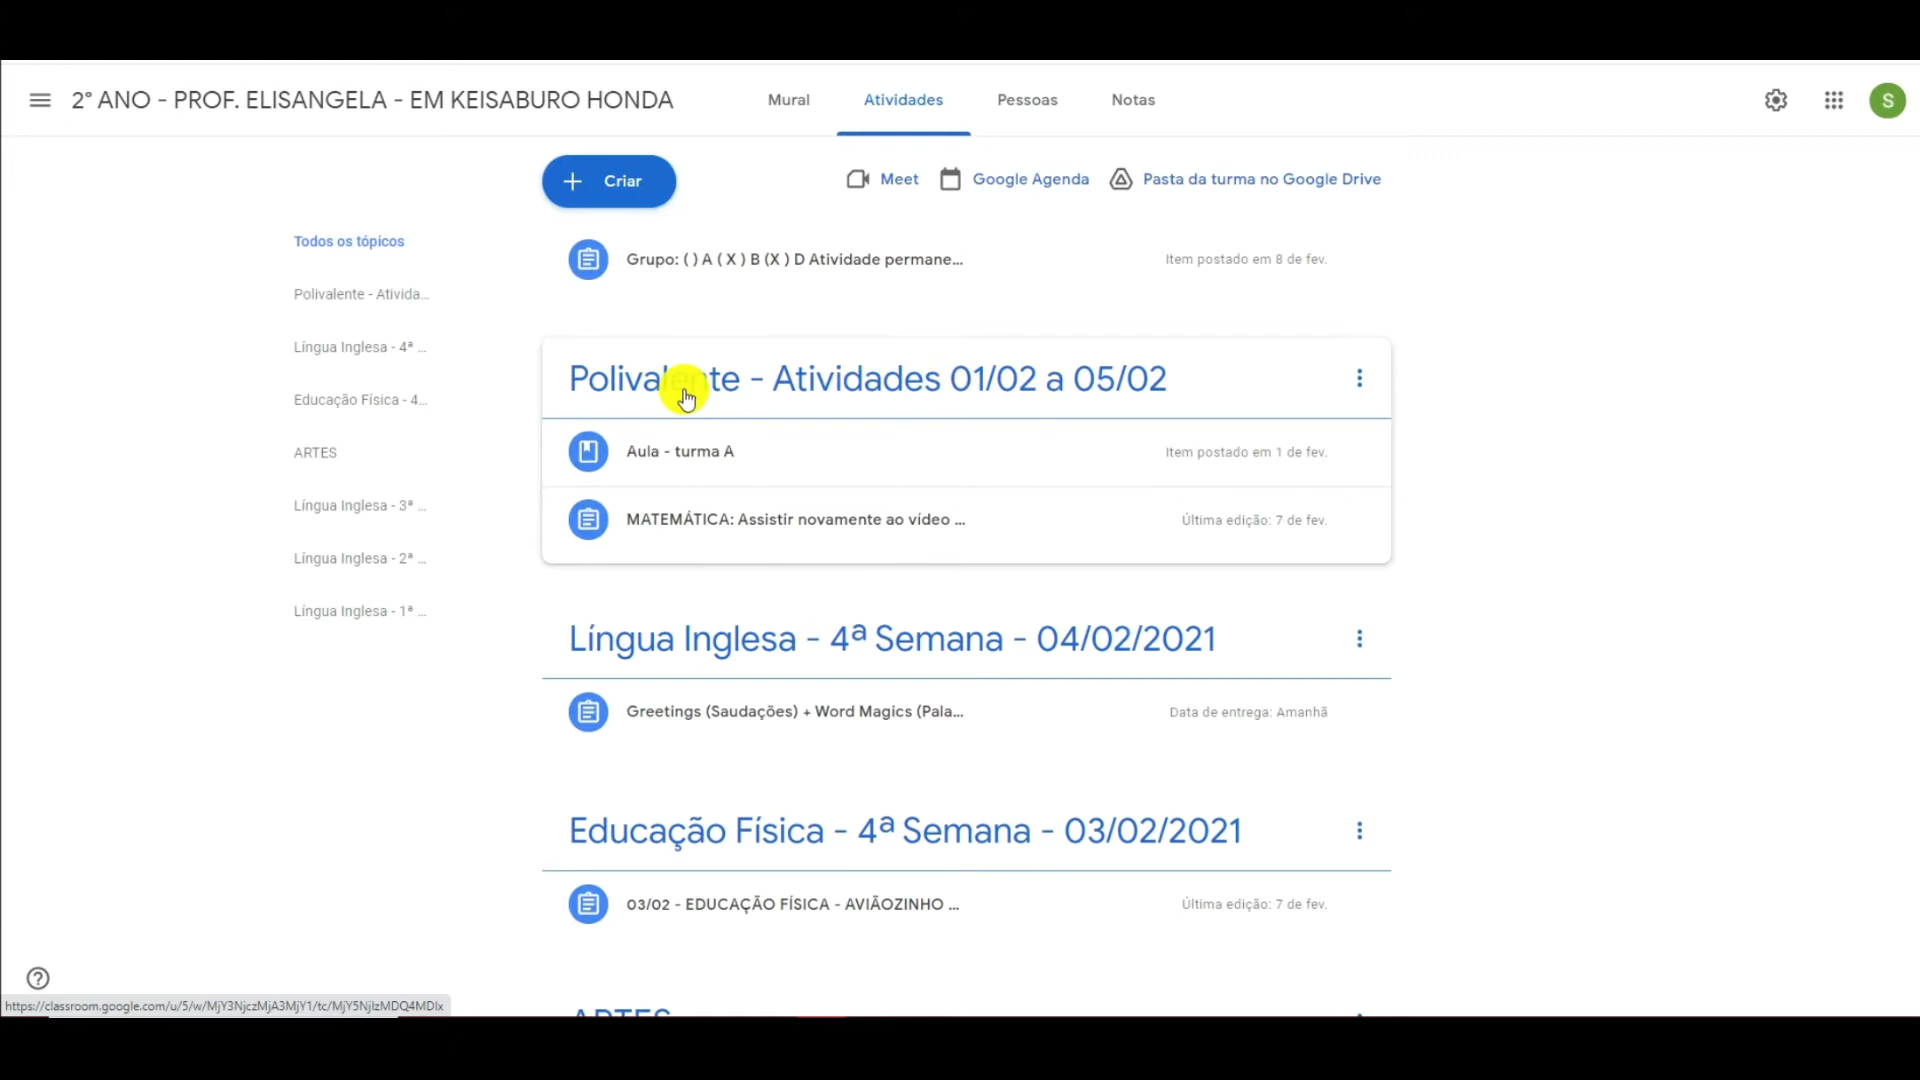 2° ANO - PROF. ELISANGELA - EM KEISABURO HONDA
Mural
Atividades
Pessoas
Notas
S
Criar
Meet
Google Agenda
Pasta da turma no Google Drive
Todos os tópicos
Polivalente - Ativida...
Língua Inglesa - 4ª ...
Educação Física - 4...
ARTES
Língua Inglesa - 3ª ...
Língua Inglesa - 2ª ...
Língua Inglesa - 1ª ...
Grupo: ( ) A ( X ) B (X ) D Atividade permane...
Item postado em 8 de fev.
Polivalente - Atividades 01/02 a 05/02
Aula - turma A
Item postado em 1 de fev.
MATEMÁTICA: Assistir novamente ao vídeo ...
Última edição: 7 de fev.
Língua Inglesa - 4ª Semana - 04/02/2021
Greetings (Saudações) + Word Magics (Pala...
Data de entrega: Amanhã
Educação Física - 4ª Semana - 03/02/2021
03/02 - EDUCAÇÃO FÍSICA - AVIÃOZINHO ...
Última edição: 7 de fev.
ARTES
https://classroom.google.com/u/5/w/MjY3NjczMjA3MjY1/tc/MjY5NjIzMDQ4MDIx